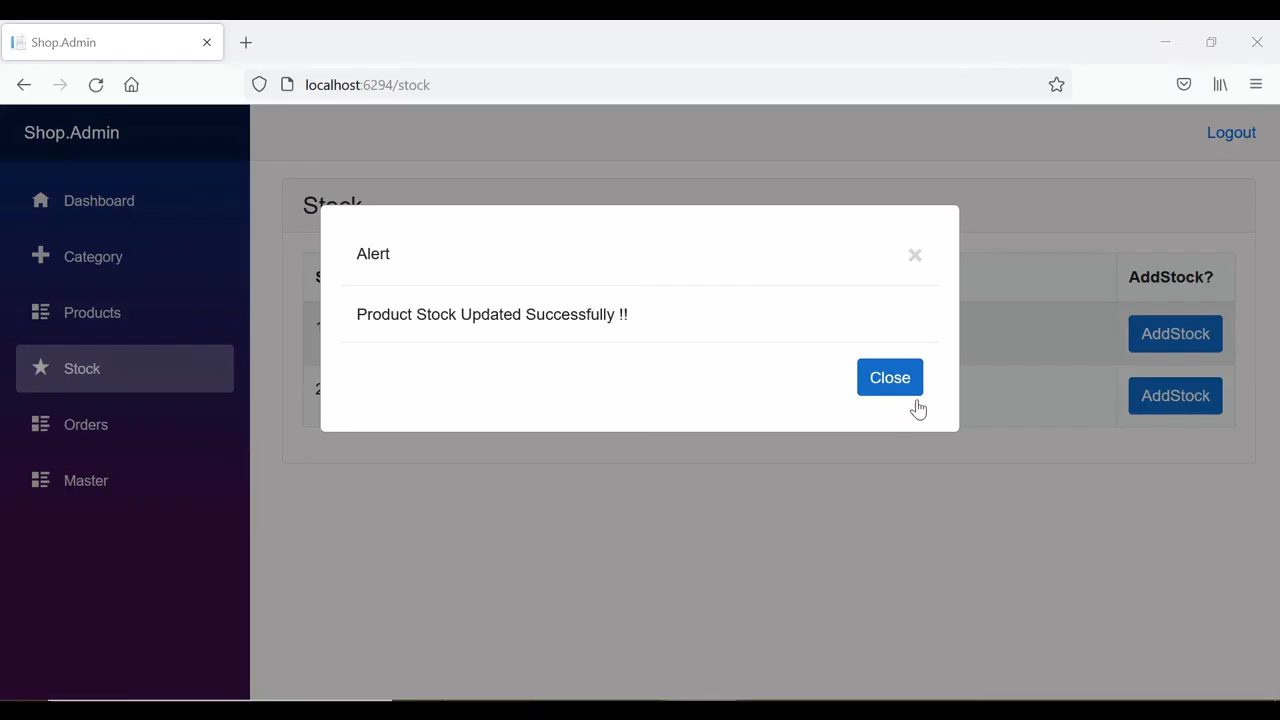 Shop.Admin
localhost:6294/stock
Shop.Admin
Logout
Dashboard
Category
Products
Stock
Orders
Master
Stock
Alert
Product Stock Updated Successfully !!
Close
AddStock?
AddStock
AddStock